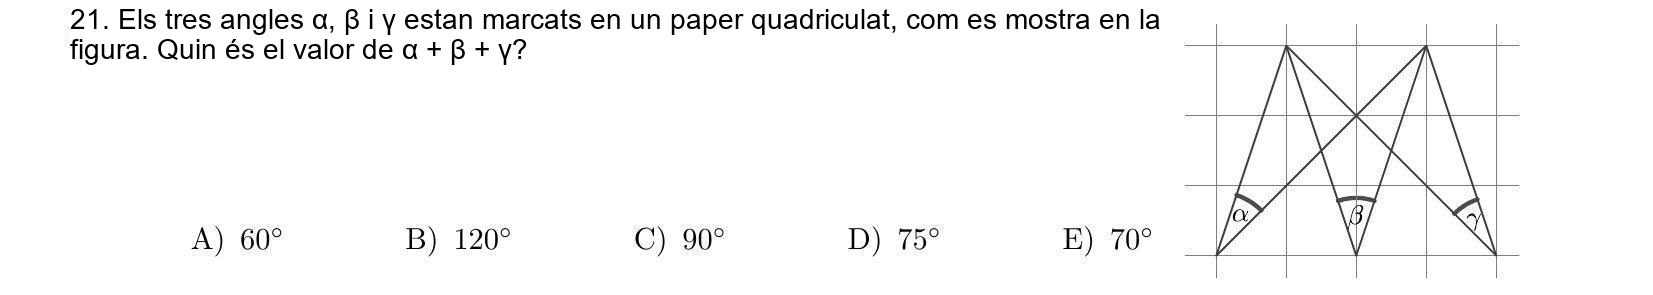 21. Els tres angles α, β i γ estan marcats en un paper quadriculat, com es mostra en la
figura. Quin és el valor de α + β + γ?
α β γ
A) 60° B) 120° C) 90° D) 75° E) 70°